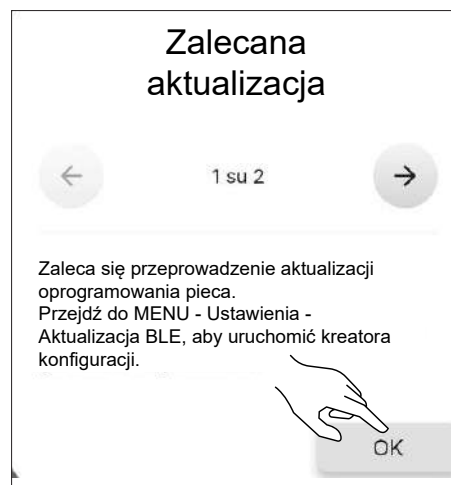 Zalecana
aktualizacja
1 su 2
Zaleca się przeprowadzenie aktualizacji
oprogramowania pieca.
Przejdź do MENU - Ustawienia -
Aktualizacja BLE, aby uruchomić kreatora
konfiguracji.
OK